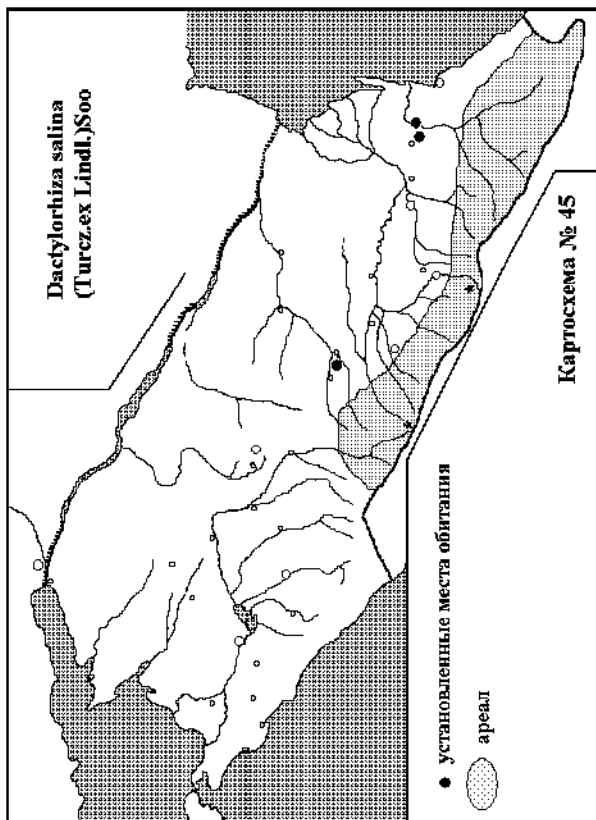 Dactylorhiza salina
(Turcz.ex Lindl.)Soo
Картосхема № 45
установленные места обитания
ареал